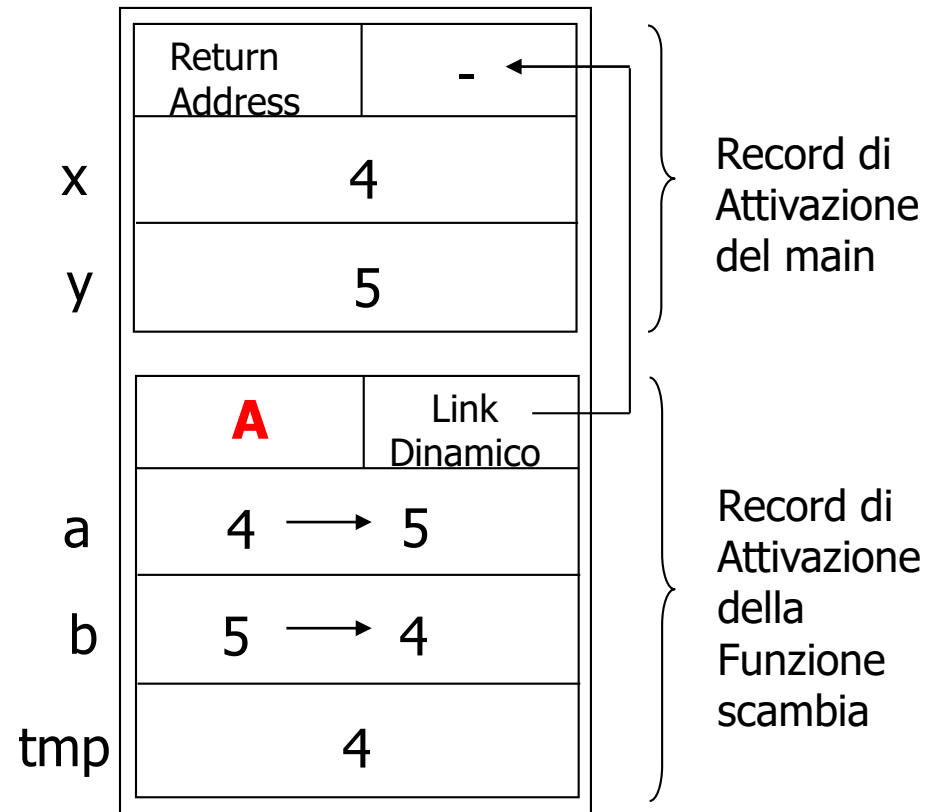 Return
Address
-
x
4
y
5
Record di
Attivazione
del main
A
Link
Dinamico
a
4 → 5
b
5 → 4
tmp
4
Record di
Attivazione
della
Funzione
scambia